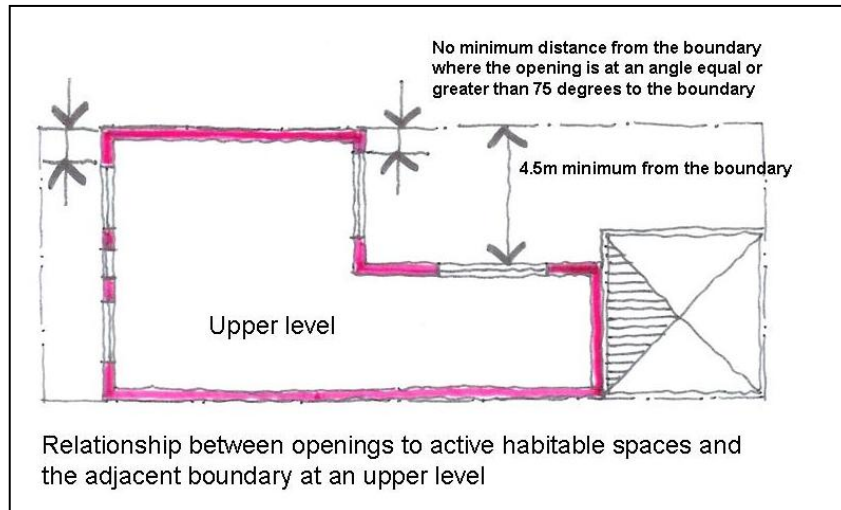 No minimum distance from the boundary
where the opening is at an angle equal or
greater than 75 degrees to the boundary
4.5m minimum from the boundary
Upper level
Relationship between openings to active habitable spaces and
the adjacent boundary at an upper level